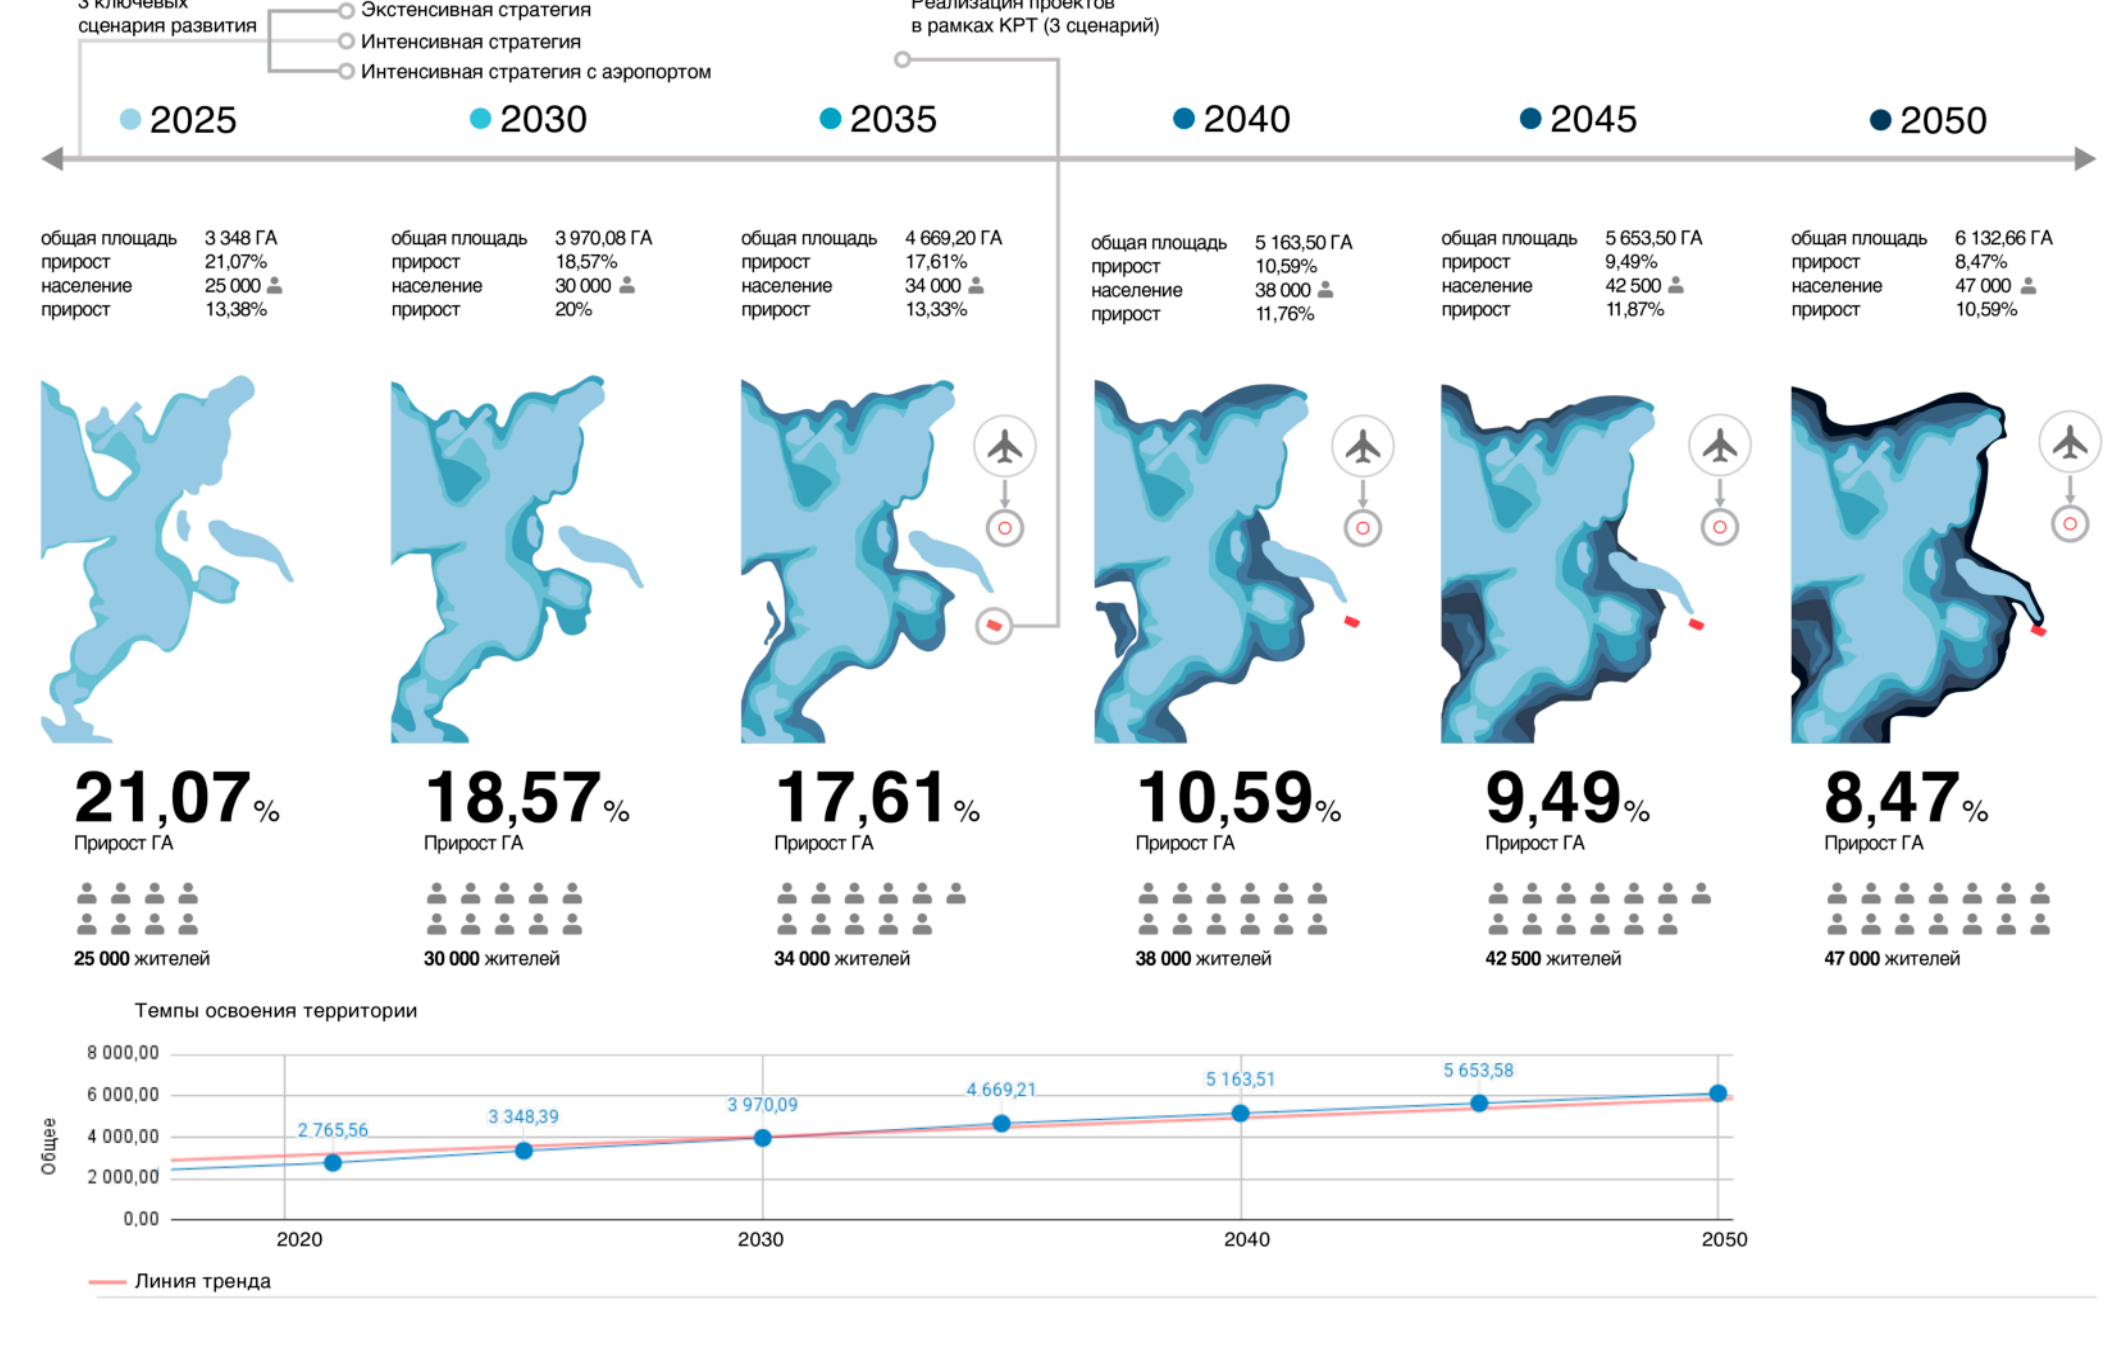 3 ключевых
сценария развития
Экстенсивная стратегия
Интенсивная стратегия
Интенсивная стратегия с аэропортом
Реализация проектов
в рамках КРТ (3 сценарий)
2025
2030
2035
2040
2045
2050
общая площадь 3 348 ГА
прирост 21,07%
население 25 000
прирост 13,38%
общая площадь 3 970,08 ГА
прирост 18,57%
население 30 000
прирост 20%
общая площадь 4 669,20 ГА
прирост 17,61%
население 34 000
прирост 13,33%
общая площадь 5 163,50 ГА
прирост 10,59%
население 38 000
прирост 11,76%
общая площадь 5 653,50 ГА
прирост 9,49%
население 42 500
прирост 11,87%
общая площадь 6 132,66 ГА
прирост 8,47%
население 47 000
прирост 10,59%
21,07%
Прирост ГА
25 000 жителей
18,57%
Прирост ГА
30 000 жителей
17,61%
Прирост ГА
34 000 жителей
10,59%
Прирост ГА
38 000 жителей
9,49%
Прирост ГА
42 500 жителей
8,47%
Прирост ГА
47 000 жителей
Темпы освоения территории
Общее
8 000,00
6 000,00
4 000,00
2 000,00
0,00
2 765,56
3 348,39
3 970,09
4 669,21
5 163,51
5 653,58
2020
2030
2040
2050
Линия тренда